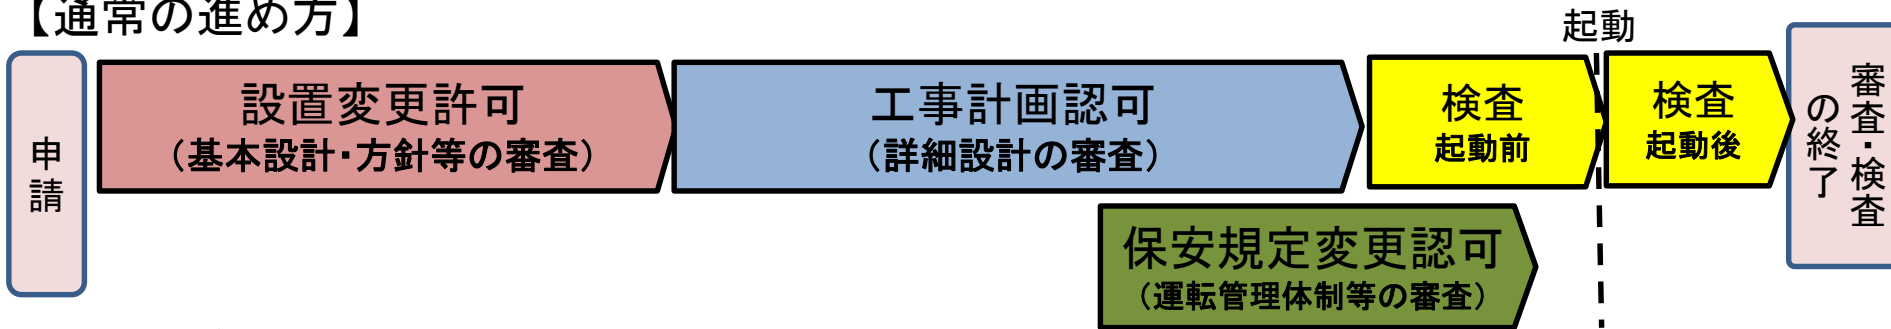 【通常の進め方】
起動
申請
設置変更許可
（基本設計・方針等の審査）
工事計画認可
（詳細設計の審査）
検査
起動前
検査
起動後
審査・検査
の終了
保安規定変更認可
（運転管理体制等の審査）